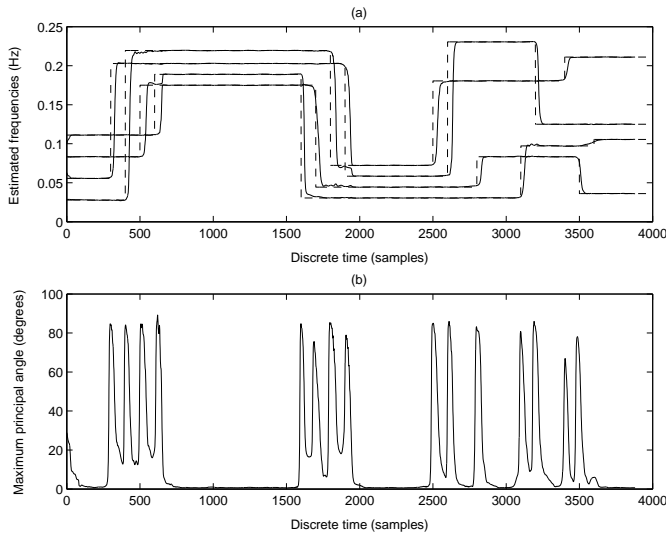 (a)
0.25
0.2
0.15
0.1
0.05
0
Estimated frequencies (Hz)
0 500 1000 1500 2000 2500 3000 3500 4000
Discrete time (samples)
(b)
100
80
60
40
20
0
Maximum principal angle (degrees)
0 500 1000 1500 2000 2500 3000 3500 4000
Discrete time (samples)